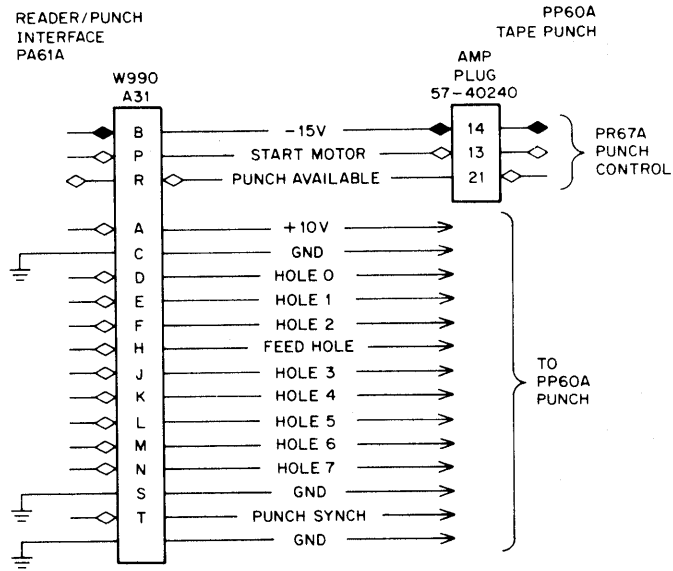 READER/PUNCH
INTERFACE
PA61A
PP60A
TAPE PUNCH
W990
A31
AMP
PLUG
57-40240
B -15V 14
P START MOTOR 13
R PUNCH AVAILABLE 21
PR67A
PUNCH
CONTROL
A +10V
C GND
D HOLE 0
E HOLE 1
F HOLE 2
H FEED HOLE
J HOLE 3
K HOLE 4
L HOLE 5
M HOLE 6
N HOLE 7
S GND
T PUNCH SYNCH
GND
TO
PP60A
PUNCH